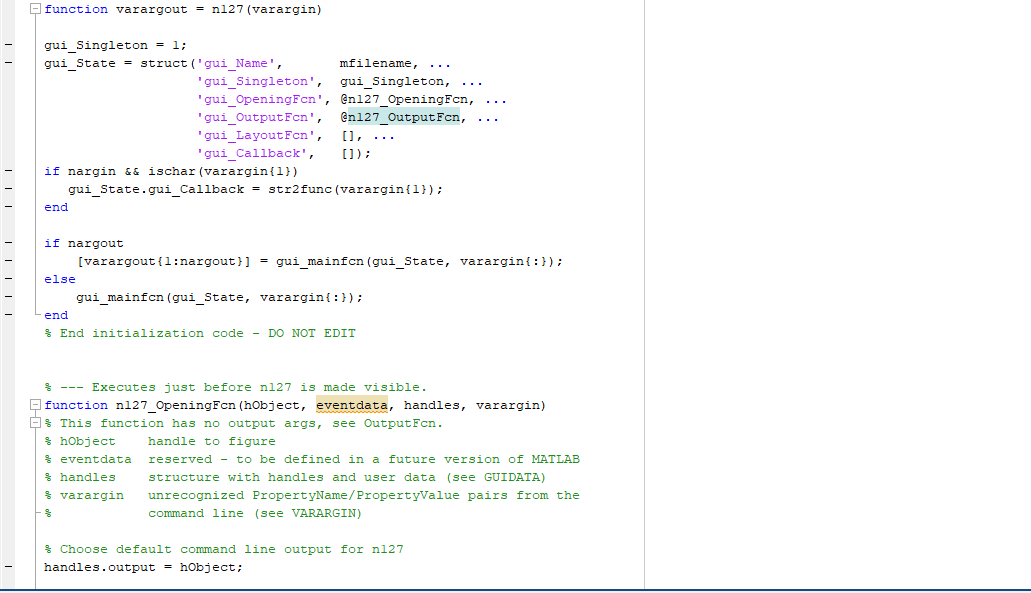 function varargout = n127(varargin)
gui_Singleton = 1;
gui_State = struct('gui_Name',       mfilename, ...
                   'gui_Singleton',  gui_Singleton, ...
                   'gui_OpeningFcn', @n127_OpeningFcn, ...
                   'gui_OutputFcn',  @n127_OutputFcn, ...
                   'gui_LayoutFcn',  [], ...
                   'gui_Callback',   []);
if nargin && ischar(varargin{1})
   gui_State.gui_Callback = str2func(varargin{1});
end
if nargout
    [varargout{1:nargout}] = gui_mainfcn(gui_State, varargin{:});
else
    gui_mainfcn(gui_State, varargin{:});
end
% End initialization code - DO NOT EDIT
% --- Executes just before n127 is made visible.
function n127_OpeningFcn(hObject, eventdata, handles, varargin)
% This function has no output args, see OutputFcn.
% hObject    handle to figure
% eventdata  reserved - to be defined in a future version of MATLAB
% handles    structure with handles and user data (see GUIDATA)
% varargin   unrecognized PropertyName/PropertyValue pairs from the
%            command line (see VARARGIN)
% Choose default command line output for n127
handles.output = hObject;